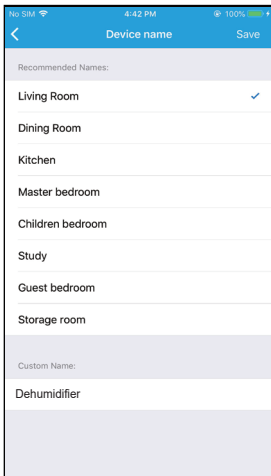 No SIM 4:42 PM 100%
Device name Save
Recommended Names:
Living Room
Dining Room
Kitchen
Master bedroom
Children bedroom
Study
Guest bedroom
Storage room
Custom Name:
Dehumidifier